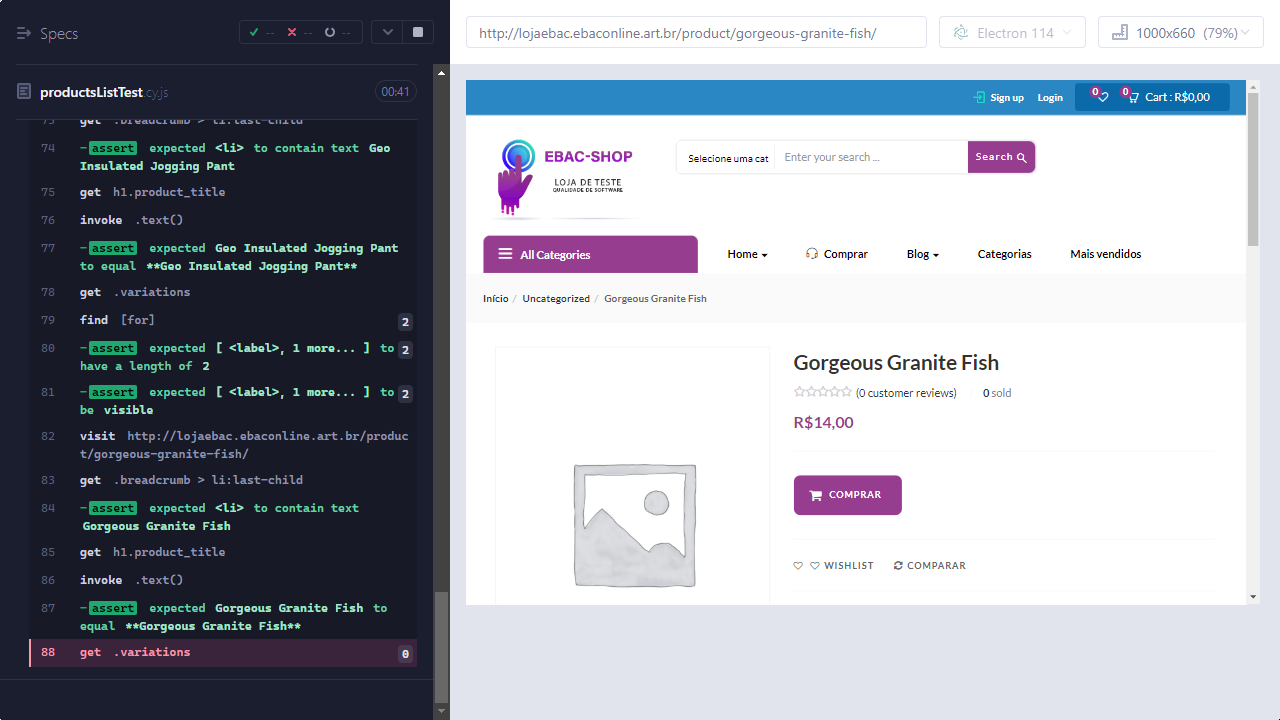 Specs
-- -- --
productsListTest cy.js
00:41
73 get .breadcrumb > li:last-child
74 -assert expected <li> to contain text Geo
Insulated Jogging Pant
75 get h1.product_title
76 invoke .text()
77 -assert expected Geo Insulated Jogging Pant
to equal **Geo Insulated Jogging Pant**
78 get .variations
79 find [for] 2
80 -assert expected [ <label>, 1 more... ] to 2
have a length of 2
81 -assert expected [ <label>, 1 more... ] to 2
be visible
82 visit http://lojaebac.ebaconline.art.br/produc
t/gorgeous-granite-fish/
83 get .breadcrumb > li:last-child
84 -assert expected <li> to contain text
Gorgeous Granite Fish
85 get h1.product_title
86 invoke .text()
87 -assert expected Gorgeous Granite Fish to
equal **Gorgeous Granite Fish**
88 get .variations 0
http://lojaebac.ebaconline.art.br/product/gorgeous-granite-fish/
Electron 114
1000x660 (79%)
Sign up Login 0 0 Cart : R$0,00
EBAC-SHOP
LOJA DE TESTE
QUALIDADE DE SOFTWARE
Selecione uma cat Enter your search ... Search
All Categories Home Comprar Blog Categorias Mais vendidos
Início / Uncategorized / Gorgeous Granite Fish
Gorgeous Granite Fish
(0 customer reviews) 0 sold
R$14,00
COMPRAR
WISHLIST COMPARAR